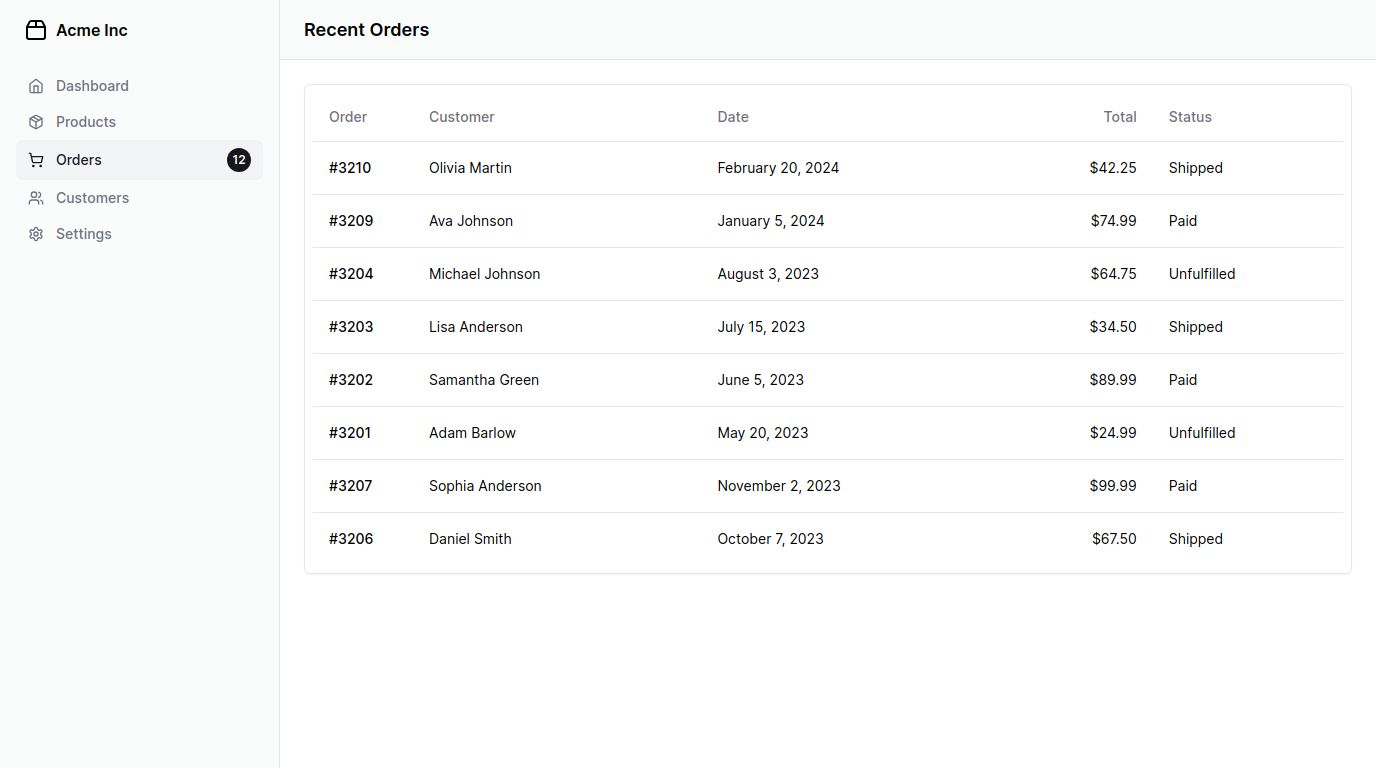 Acme Inc
Dashboard
Products
Orders 12
Customers
Settings
Recent Orders
Order Customer Date Total Status
#3210 Olivia Martin February 20, 2024 $42.25 Shipped
#3209 Ava Johnson January 5, 2024 $74.99 Paid
#3204 Michael Johnson August 3, 2023 $64.75 Unfulfilled
#3203 Lisa Anderson July 15, 2023 $34.50 Shipped
#3202 Samantha Green June 5, 2023 $89.99 Paid
#3201 Adam Barlow May 20, 2023 $24.99 Unfulfilled
#3207 Sophia Anderson November 2, 2023 $99.99 Paid
#3206 Daniel Smith October 7, 2023 $67.50 Shipped